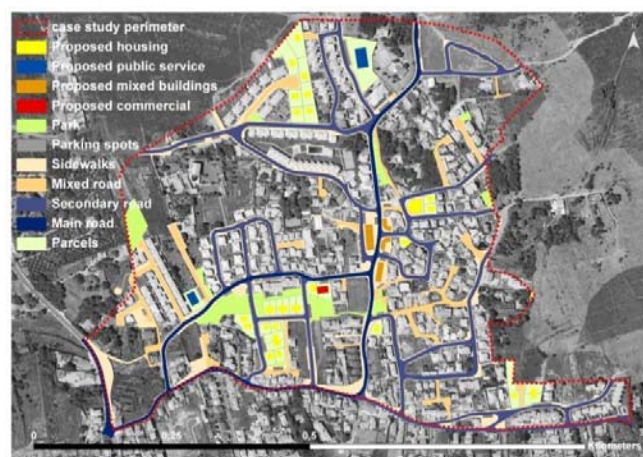 case study perimeter
Proposed housing
Proposed public service
Proposed mixed buildings
Proposed commercial
Park
Parking spots
Sidewalks
Mixed road
Secondary road
Main road
Parcels
0 0,25 0,5 1
Kilometers